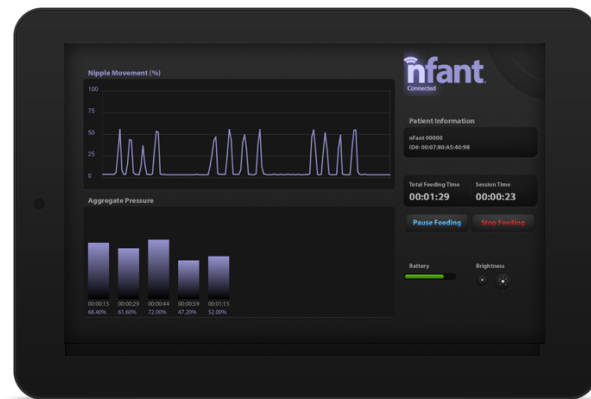 Nipple Movement (%)
100
75
50
25
0
Aggregate Pressure
00:00:15 00:00:29 00:00:44 00:00:59 00:01:15
68.40% 61.60% 72.00% 47.20% 52.00%
nfant
Connected
Patient Information
nFant 00000
ID#: 00:07:80:A5:40:98
Total Feeding Time Session Time
00:01:29 00:00:23
Pause Feeding Stop Feeding
Battery Brightness